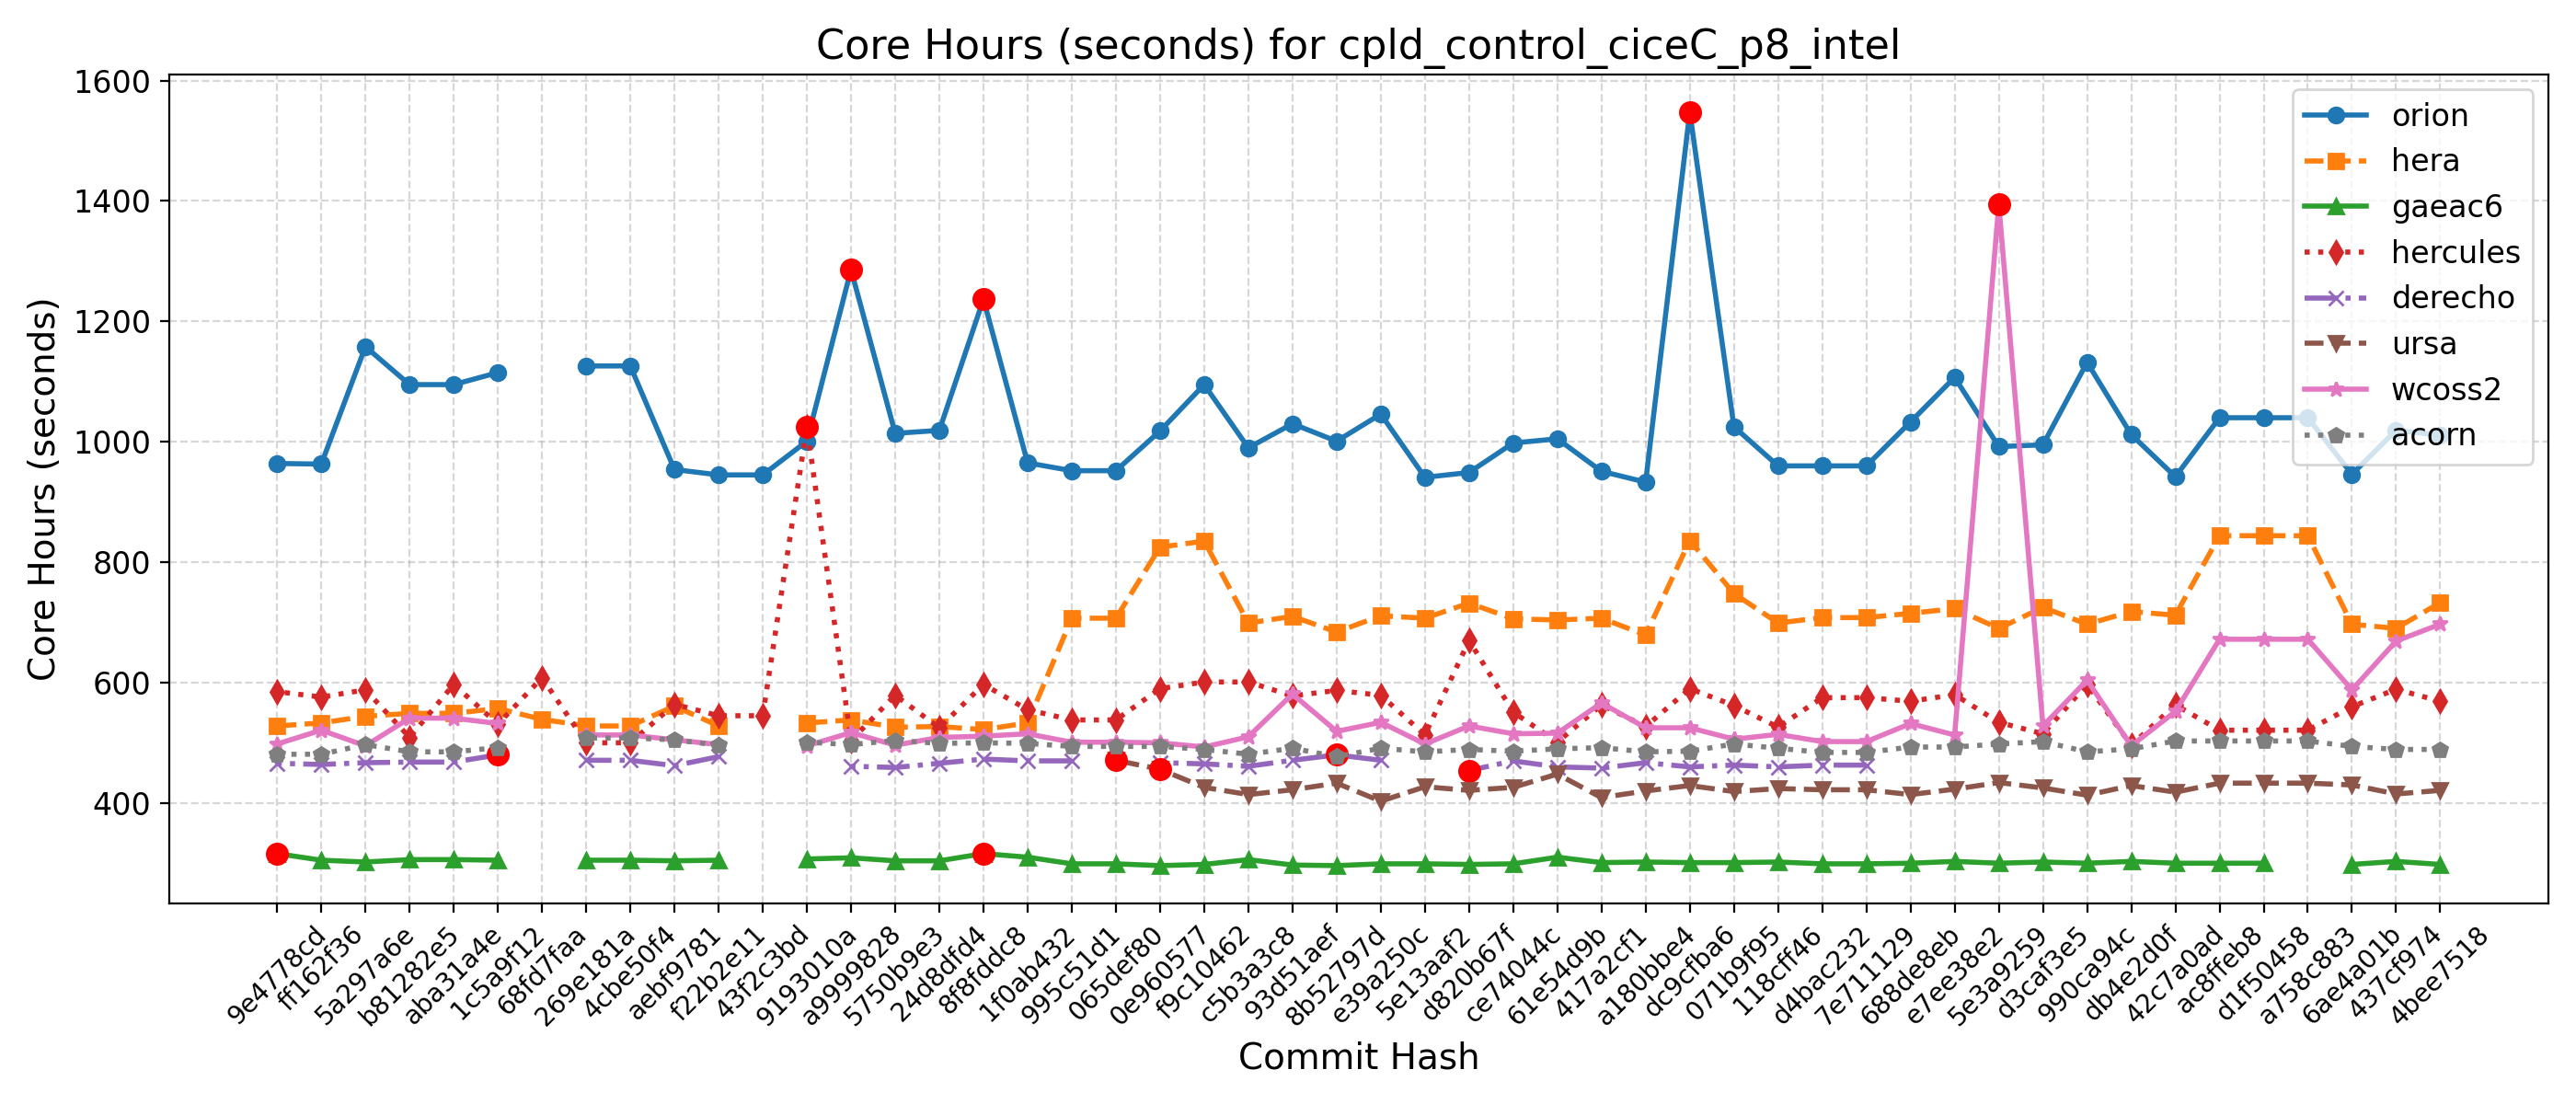 Core Hours (seconds) for cpld_control_ciceC_p8_intel
Core Hours (seconds)
1600
1400
1200
1000
800
600
400
orion
hera
gaeac6
hercules
derecho
ursa
wcoss2
acorn
9e4778cd
ff162f36
5a297a6e
b81282e5
aba31a4e
1c5a9f12
68fd7faa
269e181a
4cbe50f4
aebf9781
f22b2e11
43f2c3bd
9193010a
a9999828
5750b9e3
24d8dfd4
8f8fddc8
1f0ab432
995c51d1
065def80
0e960577
f9c10462
c5b3a3c8
93d51aef
8b52797d
e39a250c
5e13aaf2
d820b67f
ce74044c
61e54d9b
417a2cf1
a180bbe4
dc9cfba6
071b9f95
118cff46
d4bac232
7e711129
688de8eb
e7ee38e2
5e3a9259
d3caf3e5
990ca94c
db4e2d0f
42c7a0ad
ac8ffeb8
d1f50458
a758c883
6ae4a01b
437cf974
4bee7518
Commit Hash